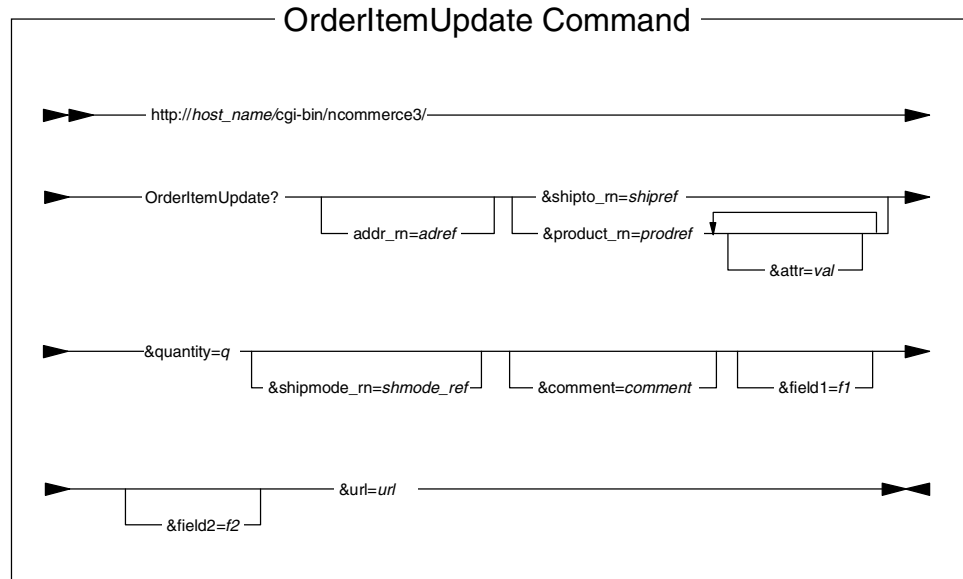 OrderItemUpdate Command
http://host_name/cgi-bin/ncommerce3/
OrderItemUpdate?
addr_rn=adref
&shipto_rn=shipref
&product_rn=prodref
&attr=val
&quantity=q
&shipmode_rn=shmode_ref
&comment=comment
&field1=f1
&field2=f2
&url=url